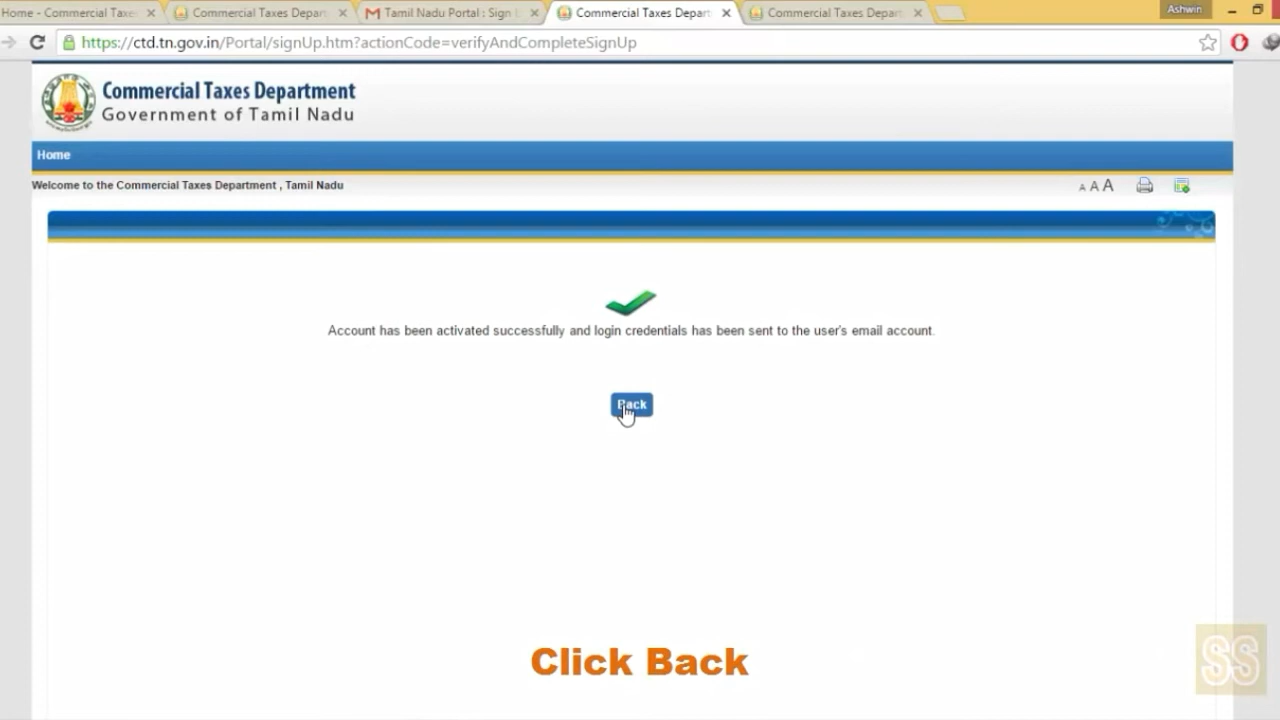 Home - Commercial Taxe
Commercial Taxes Depart
Tamil Nadu Portal : Sign U
Commercial Taxes Depart
Commercial Taxes Depart
Ashwin
https://ctd.tn.gov.in/Portal/signUp.htm?actionCode=verifyAndCompleteSignUp
Commercial Taxes Department
Government of Tamil Nadu
Home
Welcome to the Commercial Taxes Department , Tamil Nadu
A A A
Account has been activated successfully and login credentials has been sent to the user's email account.
Back
Click Back
SS